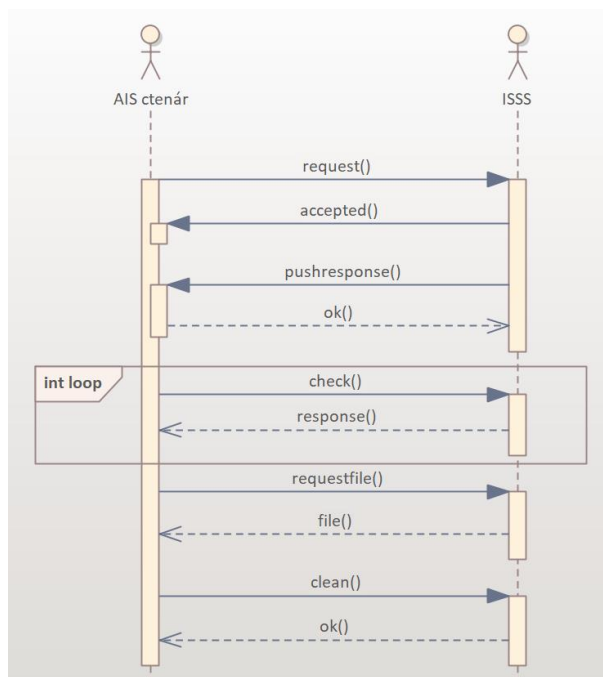 AIS ctenár
ISSS
request()
accepted()
pushresponse()
ok()
int loop
check()
response()
requestfile()
file()
clean()
ok()